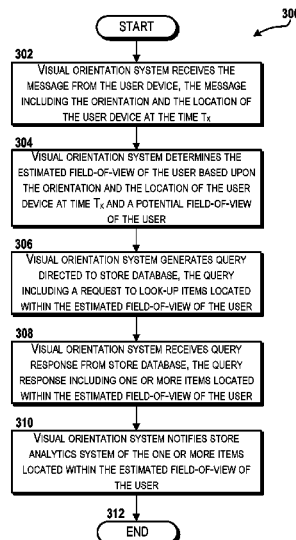 START
300
302
VISUAL ORIENTATION SYSTEM RECEIVES THE
MESSAGE FROM THE USER DEVICE, THE MESSAGE
INCLUDING THE ORIENTATION AND THE LOCATION
OF THE USER DEVICE AT THE TIME TX
304
VISUAL ORIENTATION SYSTEM DETERMINES THE
ESTIMATED FIELD-OF-VIEW OF THE USER BASED UPON
THE ORIENTATION AND THE LOCATION OF THE USER
DEVICE AT TIME TX AND A POTENTIAL FIELD-OF-VIEW
OF THE USER
306
VISUAL ORIENTATION SYSTEM GENERATES QUERY
DIRECTED TO STORE DATABASE, THE QUERY
INCLUDING A REQUEST TO LOOK-UP ITEMS LOCATED
WITHIN THE ESTIMATED FIELD-OF-VIEW OF THE USER
308
VISUAL ORIENTATION SYSTEM RECEIVES QUERY
RESPONSE FROM STORE DATABASE, THE QUERY
RESPONSE INCLUDING ONE OR MORE ITEMS LOCATED
WITHIN THE ESTIMATED FIELD-OF-VIEW OF THE USER
310
VISUAL ORIENTATION SYSTEM NOTIFIES STORE
ANALYTICS SYSTEM OF THE ONE OR MORE ITEMS
LOCATED WITHIN THE ESTIMATED FIELD-OF-VIEW OF
THE USER
312
END